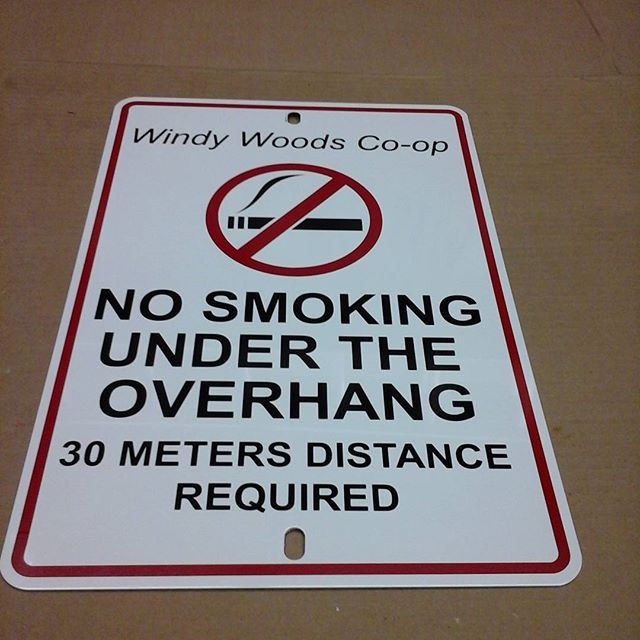 Windy Woods Co-op
NO SMOKING
UNDER THE
OVERHANG
30 METERS DISTANCE
REQUIRED